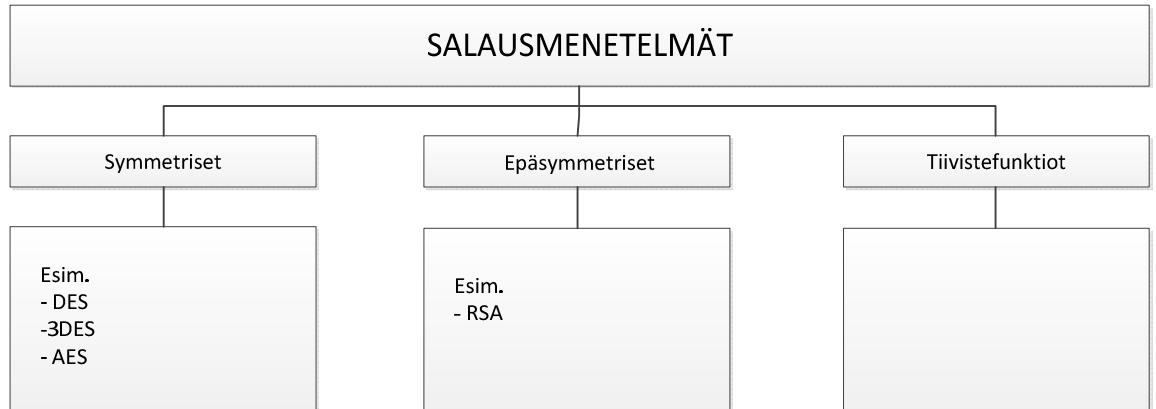 SALAUSMENETELMÄT
Symmetriset
Epäsymmetriset
Tiivistefunktiot
Esim.
- DES
-3DES
- AES
Esim.
- RSA